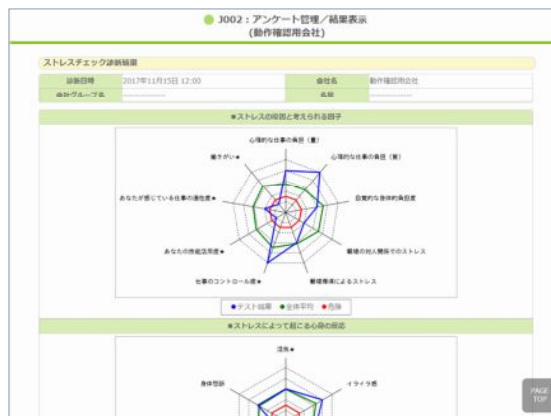 J002：アンケート管理／結果表示
(動作確認用会社)
ストレスチェック診断結果
診断日時 2017年11月15日 12:00 会社名 動作確認用会社
会社グループ名 ------------- 名前 -------------
■ストレスの原因と考えられる因子
心理的な仕事の負担（量）
働きがい★ 心理的な仕事の負担（質）
あなたが感じている仕事の適性度★ 自覚的な身体的負担度
あなたの技能活用度★ 職場の対人関係でのストレス
仕事のコントロール度★ 職場環境によるストレス
テスト結果 全体平均 危険
■ストレスによって起こる心身の反応
活気★
身体愁訴 イライラ感
PAGE
TOP